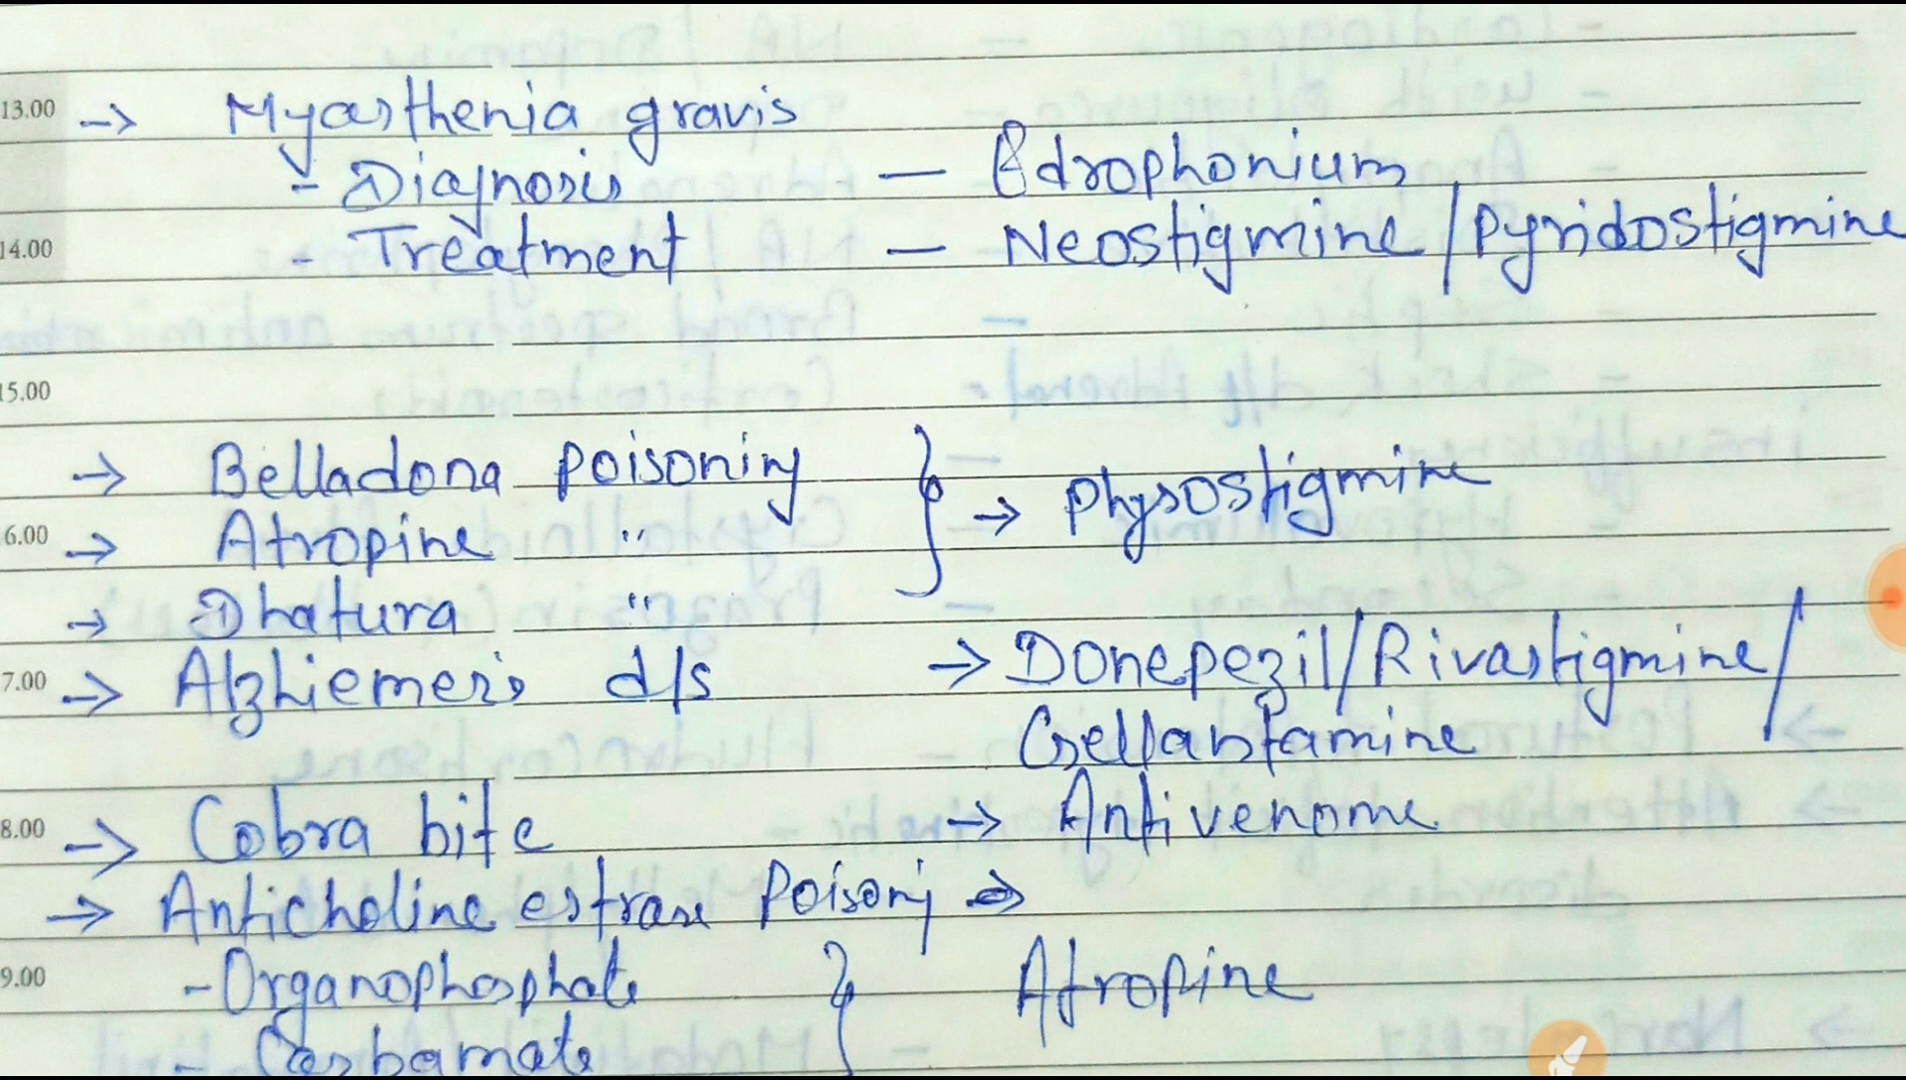 13.00 → Myasthenia gravis
- Diagnosis — Edrophonium
14.00 - Treatment — Neostigmine / Pyridostigmine
15.00
→ Belladona poisoning } → Physostigmine
6.00 → Atropine "
→ Dhatura "
7.00 → Alzhiemer's d/s → Donepezil/Rivastigmine/
Gellantamine
8.00 → Cobra bite → Antivenome
→ Anticholine estrase Poisoning →
9.00 - Organophosphate } Atropine
- Carbamate